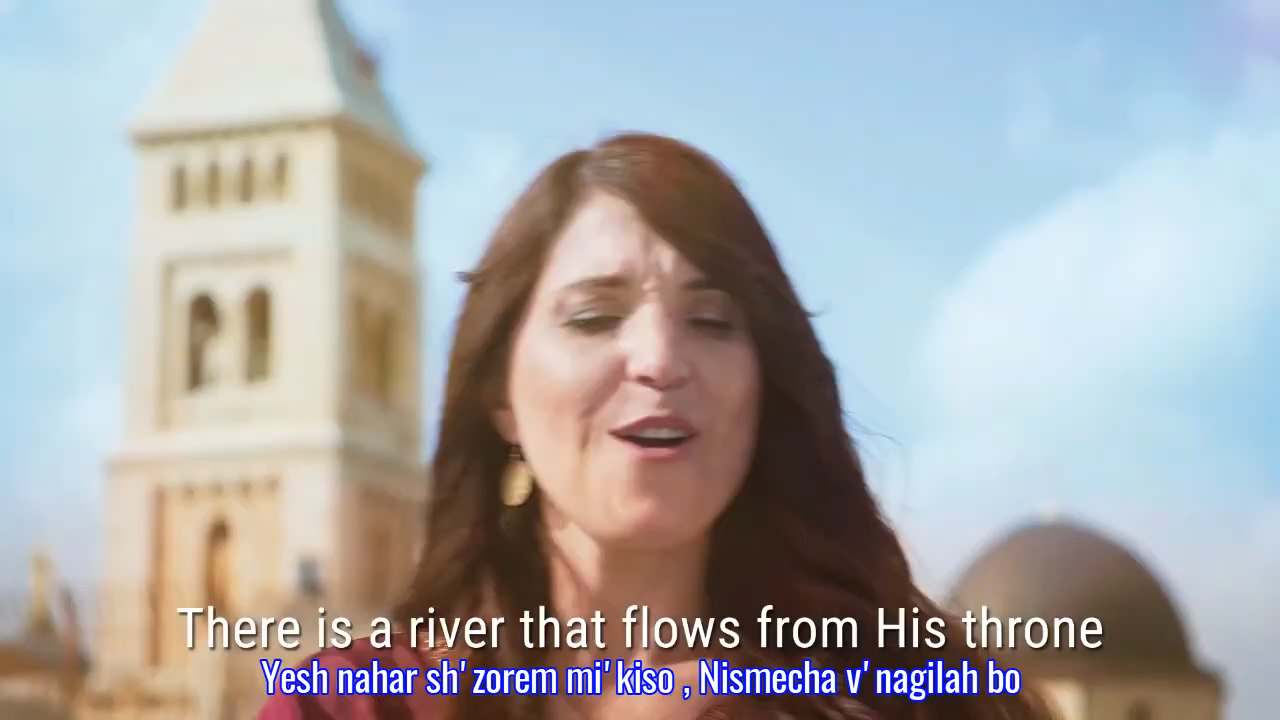 There is a river that flows from His throne
Yesh nahar sh' zorem mi' kiso , Nismecha v' nagilah bo